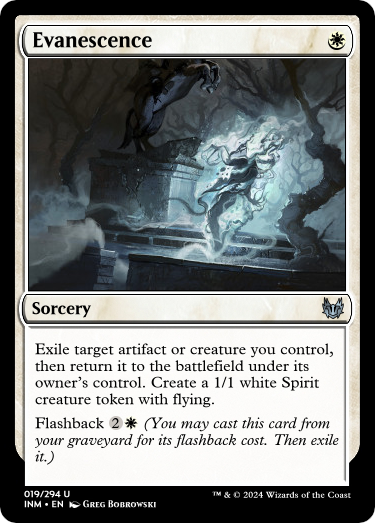 Evanescence
Sorcery
Exile target artifact or creature you control,
then return it to the battlefield under its
owner's control. Create a 1/1 white Spirit
creature token with flying.
Flashback 2 (You may cast this card from
your graveyard for its flashback cost. Then exile
it.)
019/294 U
INM • EN Greg Bobrowski
™ & © 2024 Wizards of the Coast